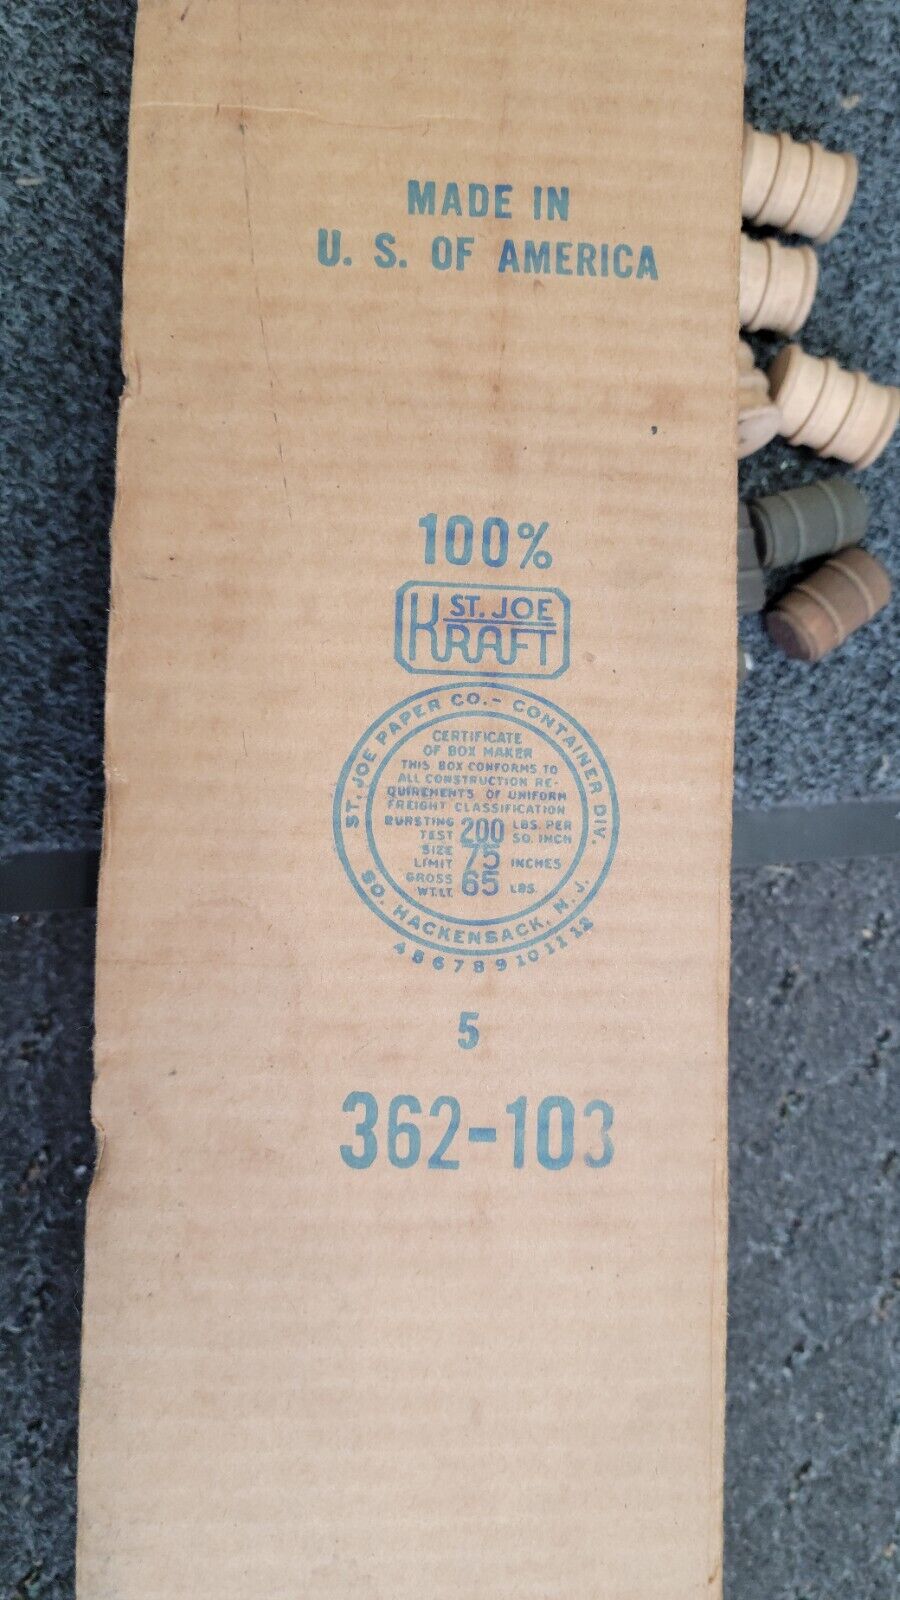 MADE IN
U. S. OF AMERICA
100%
ST. JOE
KRAFT
ST. JOE PAPER CO.- CONTAINER DIV.
CERTIFICATE
OF BOX MAKER
THIS BOX CONFORMS TO
ALL CONSTRUCTION RE-
QUIREMENTS OF UNIFORM
FREIGHT CLASSIFICATION
BURSTING TEST 200 LBS. PER SQ. INCH
SIZE LIMIT 75 INCHES
GROSS WT.LT. 65 LBS.
SO. HACKENSACK, N. J.
4 5 6 7 8 9 10 11 12
5
362-103